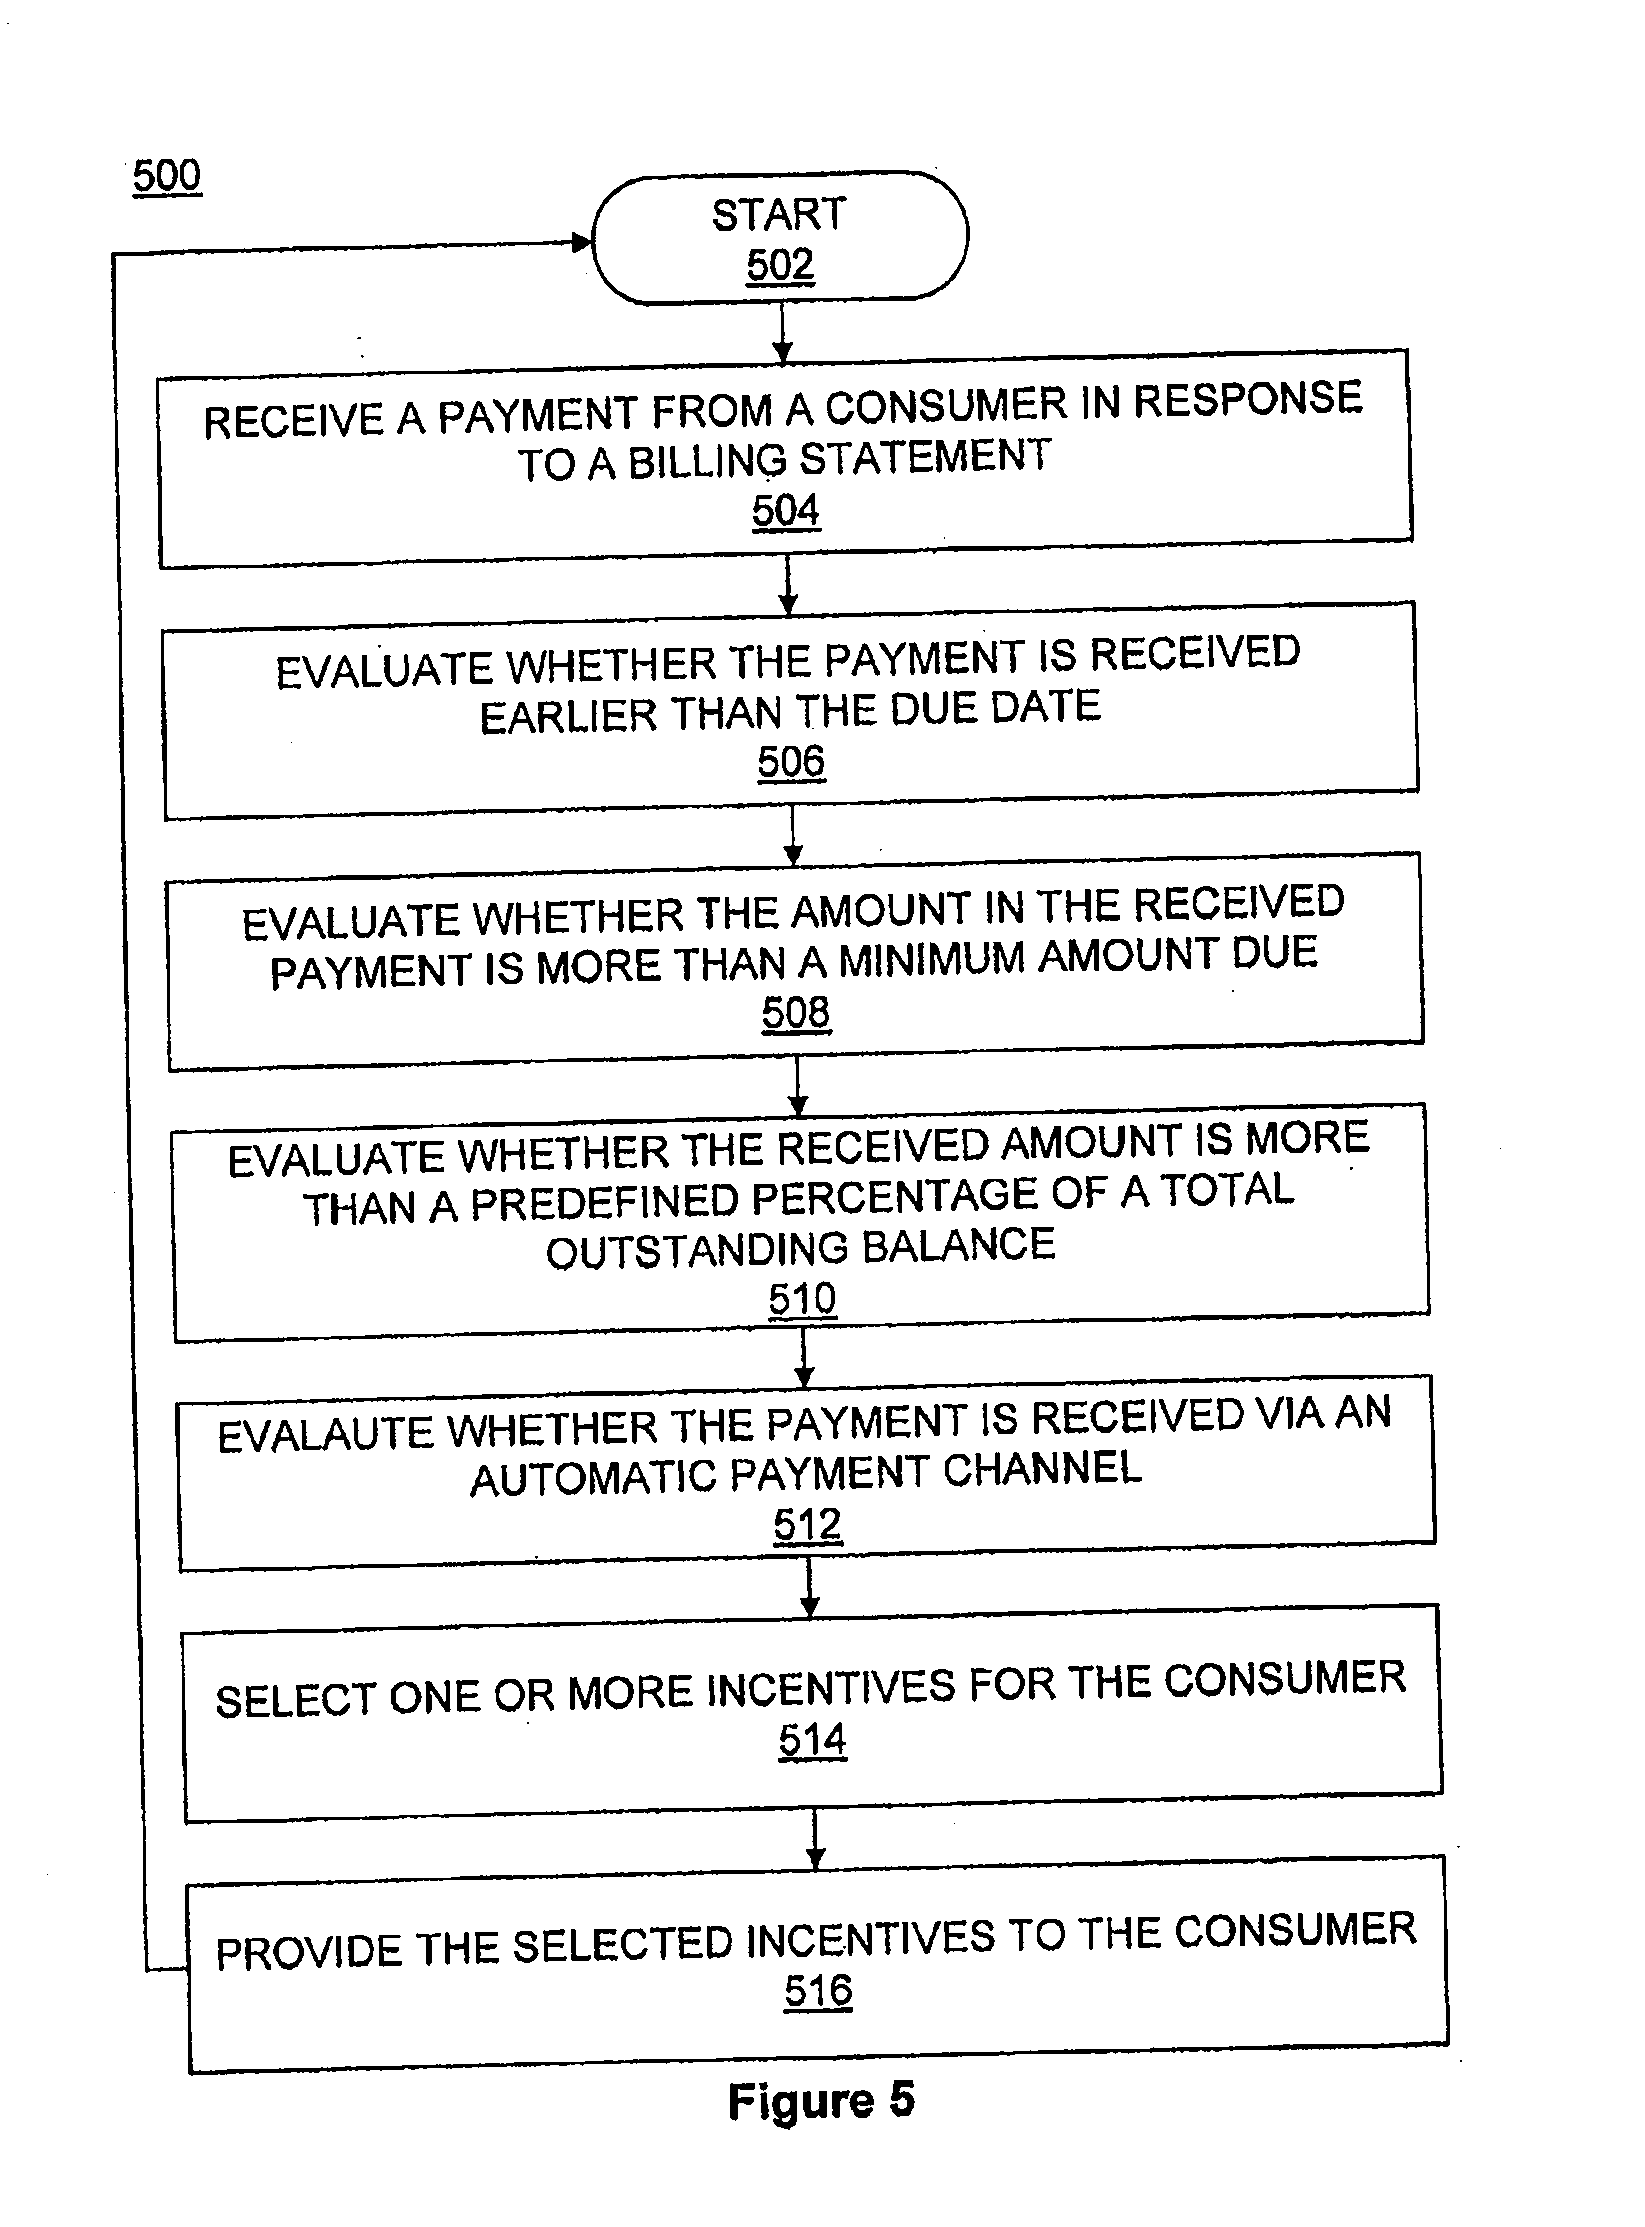 500
START
502
RECEIVE A PAYMENT FROM A CONSUMER IN RESPONSE
TO A BILLING STATEMENT
504
EVALUATE WHETHER THE PAYMENT IS RECEIVED
EARLIER THAN THE DUE DATE
506
EVALUATE WHETHER THE AMOUNT IN THE RECEIVED
PAYMENT IS MORE THAN A MINIMUM AMOUNT DUE
508
EVALUATE WHETHER THE RECEIVED AMOUNT IS MORE
THAN A PREDEFINED PERCENTAGE OF A TOTAL
OUTSTANDING BALANCE
510
EVALAUTE WHETHER THE PAYMENT IS RECEIVED VIA AN
AUTOMATIC PAYMENT CHANNEL
512
SELECT ONE OR MORE INCENTIVES FOR THE CONSUMER
514
PROVIDE THE SELECTED INCENTIVES TO THE CONSUMER
516
Figure 5